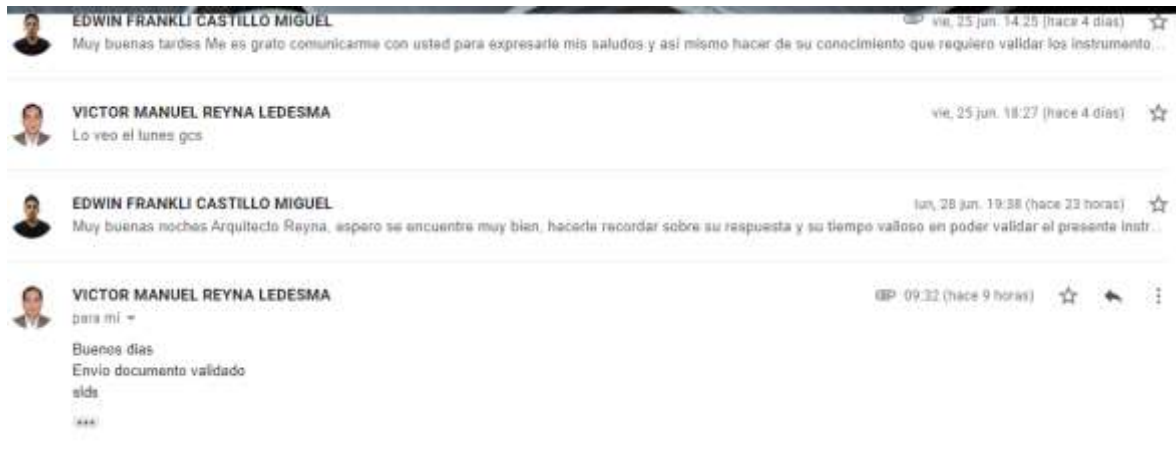 EDWIN FRANKLI CASTILLO MIGUEL vie, 25 jun. 14:25 (hace 4 días)
Muy buenas tardes Me es grato comunicarme con usted para expresarle mis saludos y asi mismo hacer de su conocimiento que requiero validar los instrumento...
VICTOR MANUEL REYNA LEDESMA vie, 25 jun. 18:27 (hace 4 días)
Lo veo el lunes gcs
EDWIN FRANKLI CASTILLO MIGUEL lun, 28 jun. 19:38 (hace 23 horas)
Muy buenas noches Arquitecto Reyna, espero se encuentre muy bien, hacerle recordar sobre su respuesta y su tiempo valioso en poder validar el presente instr...
VICTOR MANUEL REYNA LEDESMA 09:32 (hace 9 horas)
para mí
Buenos dias
Envio documento validado
slds